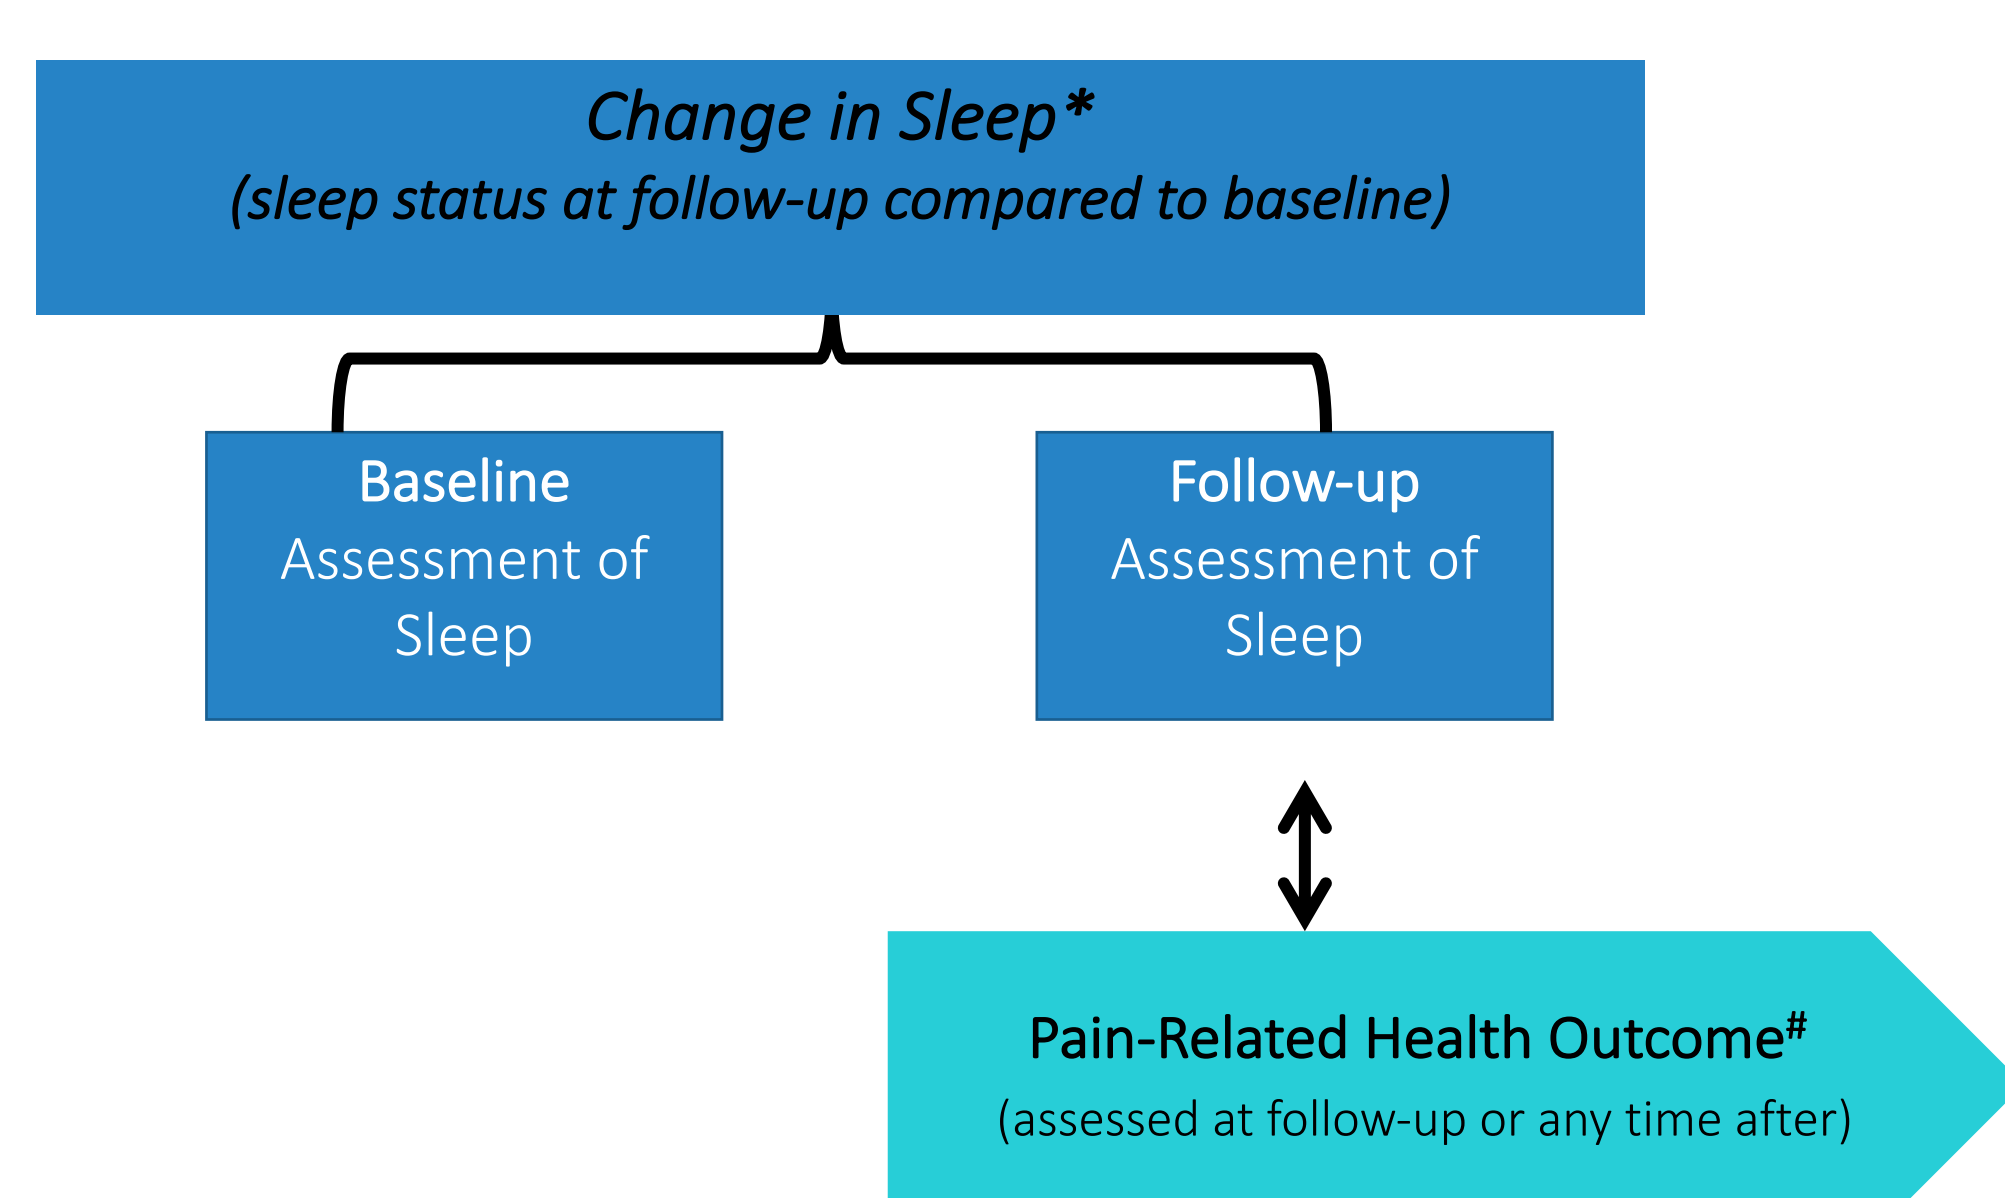 Change in Sleep*
(sleep status at follow-up compared to baseline)
Baseline
Assessment of
Sleep
Follow-up
Assessment of
Sleep
Pain-Related Health Outcome#
(assessed at follow-up or any time after)